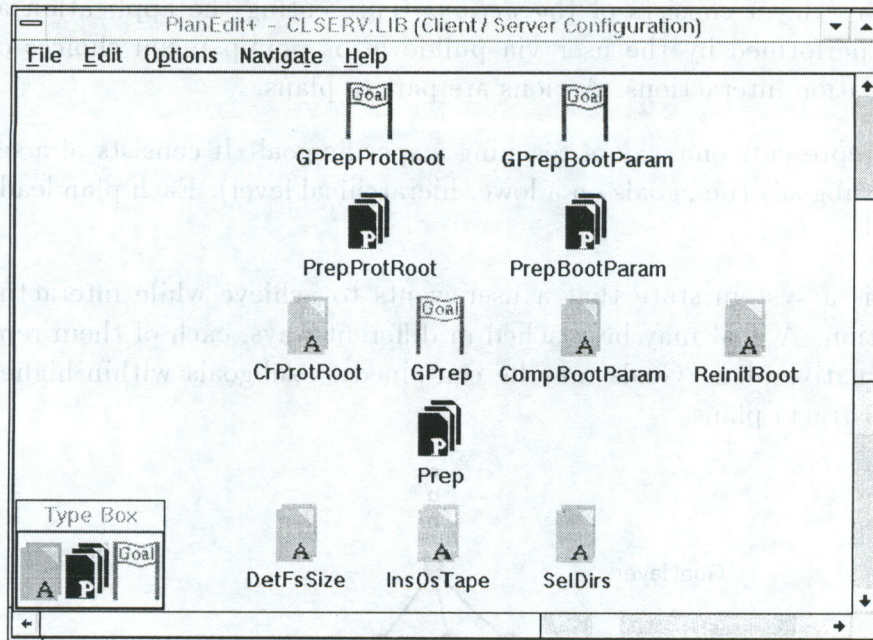 PlanEdit+ - CLSERV.LIB (Client / Server Configuration)
File Edit Options Navigate Help
Goal Goal
GPrepProtRoot GPrepBootParam
P P
PrepProtRoot PrepBootParam
A Goal A A
CrProtRoot GPrep CompBootParam ReinitBoot
P
Prep
Type Box
A P Goal
A A A
DetFsSize InsOsTape SelDirs